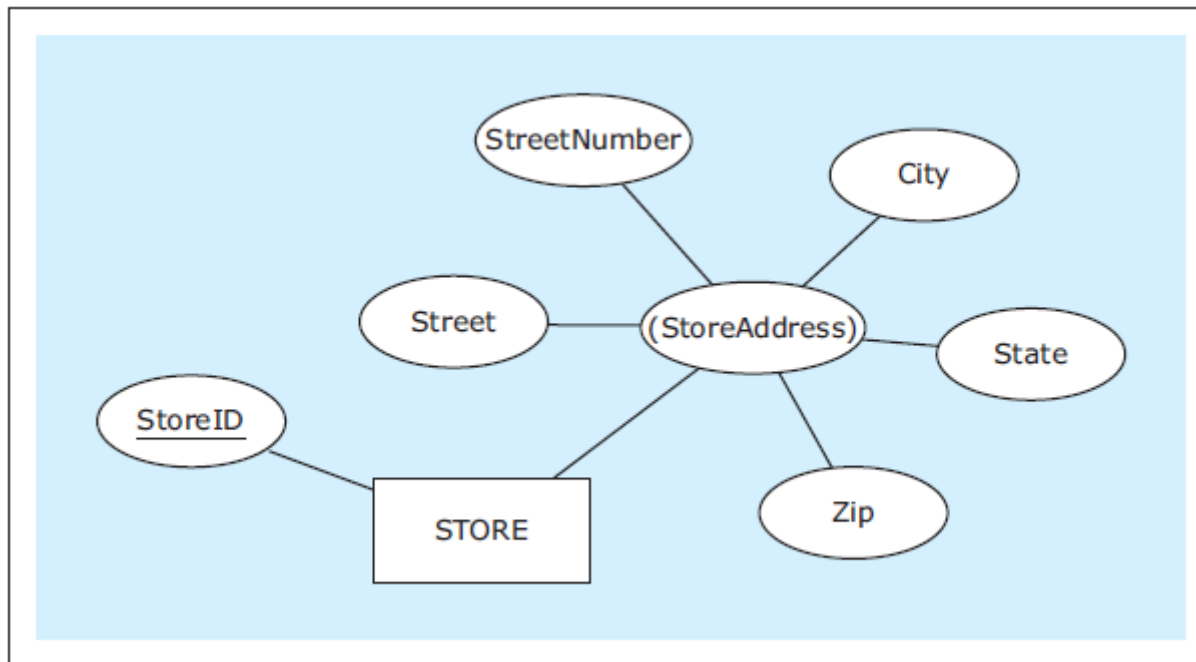 StreetNumber
City
Street
(StoreAddress)
State
StoreID
STORE
Zip